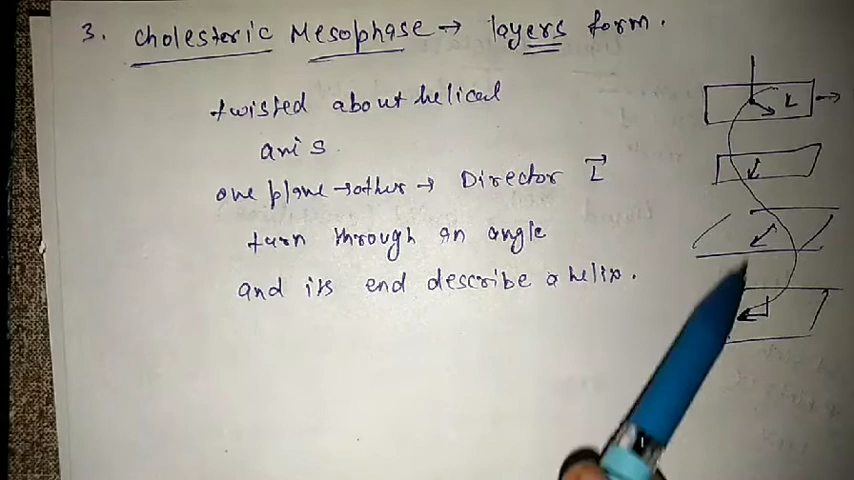 3. Cholesteric Mesophase → layers form.
twisted about helical
axis
one plane → other → Director L
turn through an angle
and its end describe a helix.
L